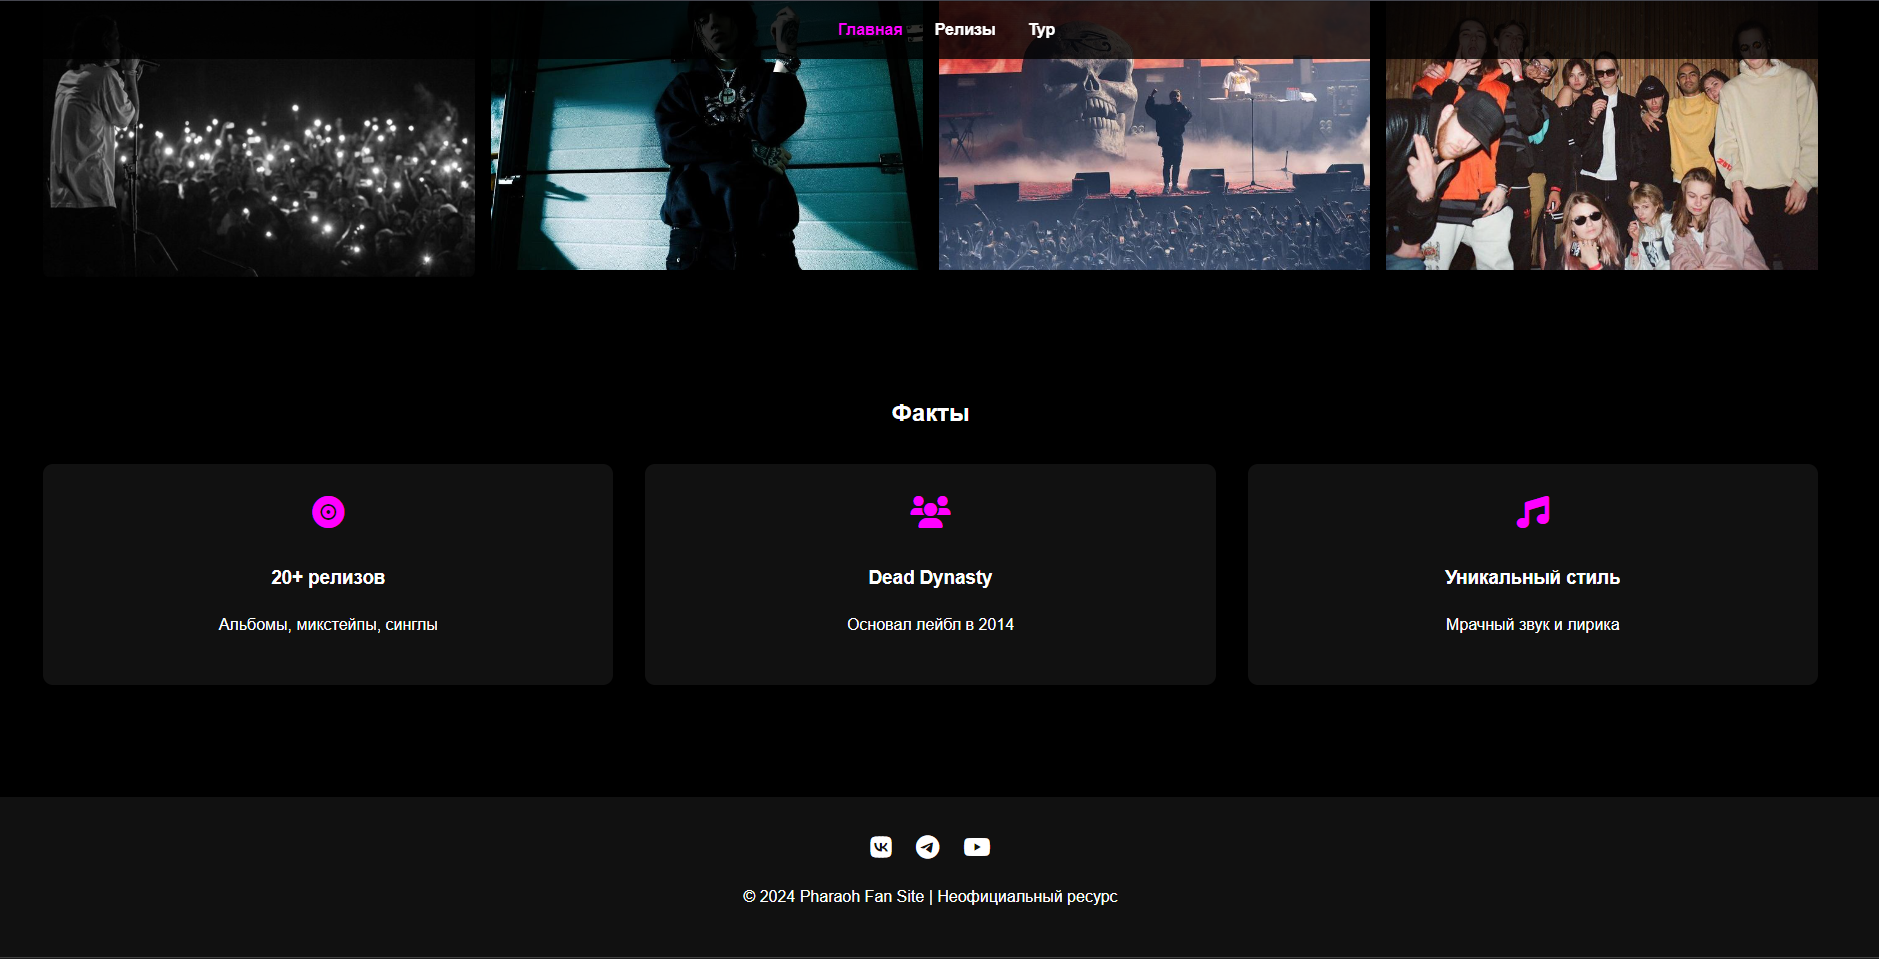 Главная Релизы Тур
Факты
20+ релизов
Альбомы, микстейпы, синглы
Dead Dynasty
Основал лейбл в 2014
Уникальный стиль
Мрачный звук и лирика
© 2024 Pharaoh Fan Site | Неофициальный ресурс